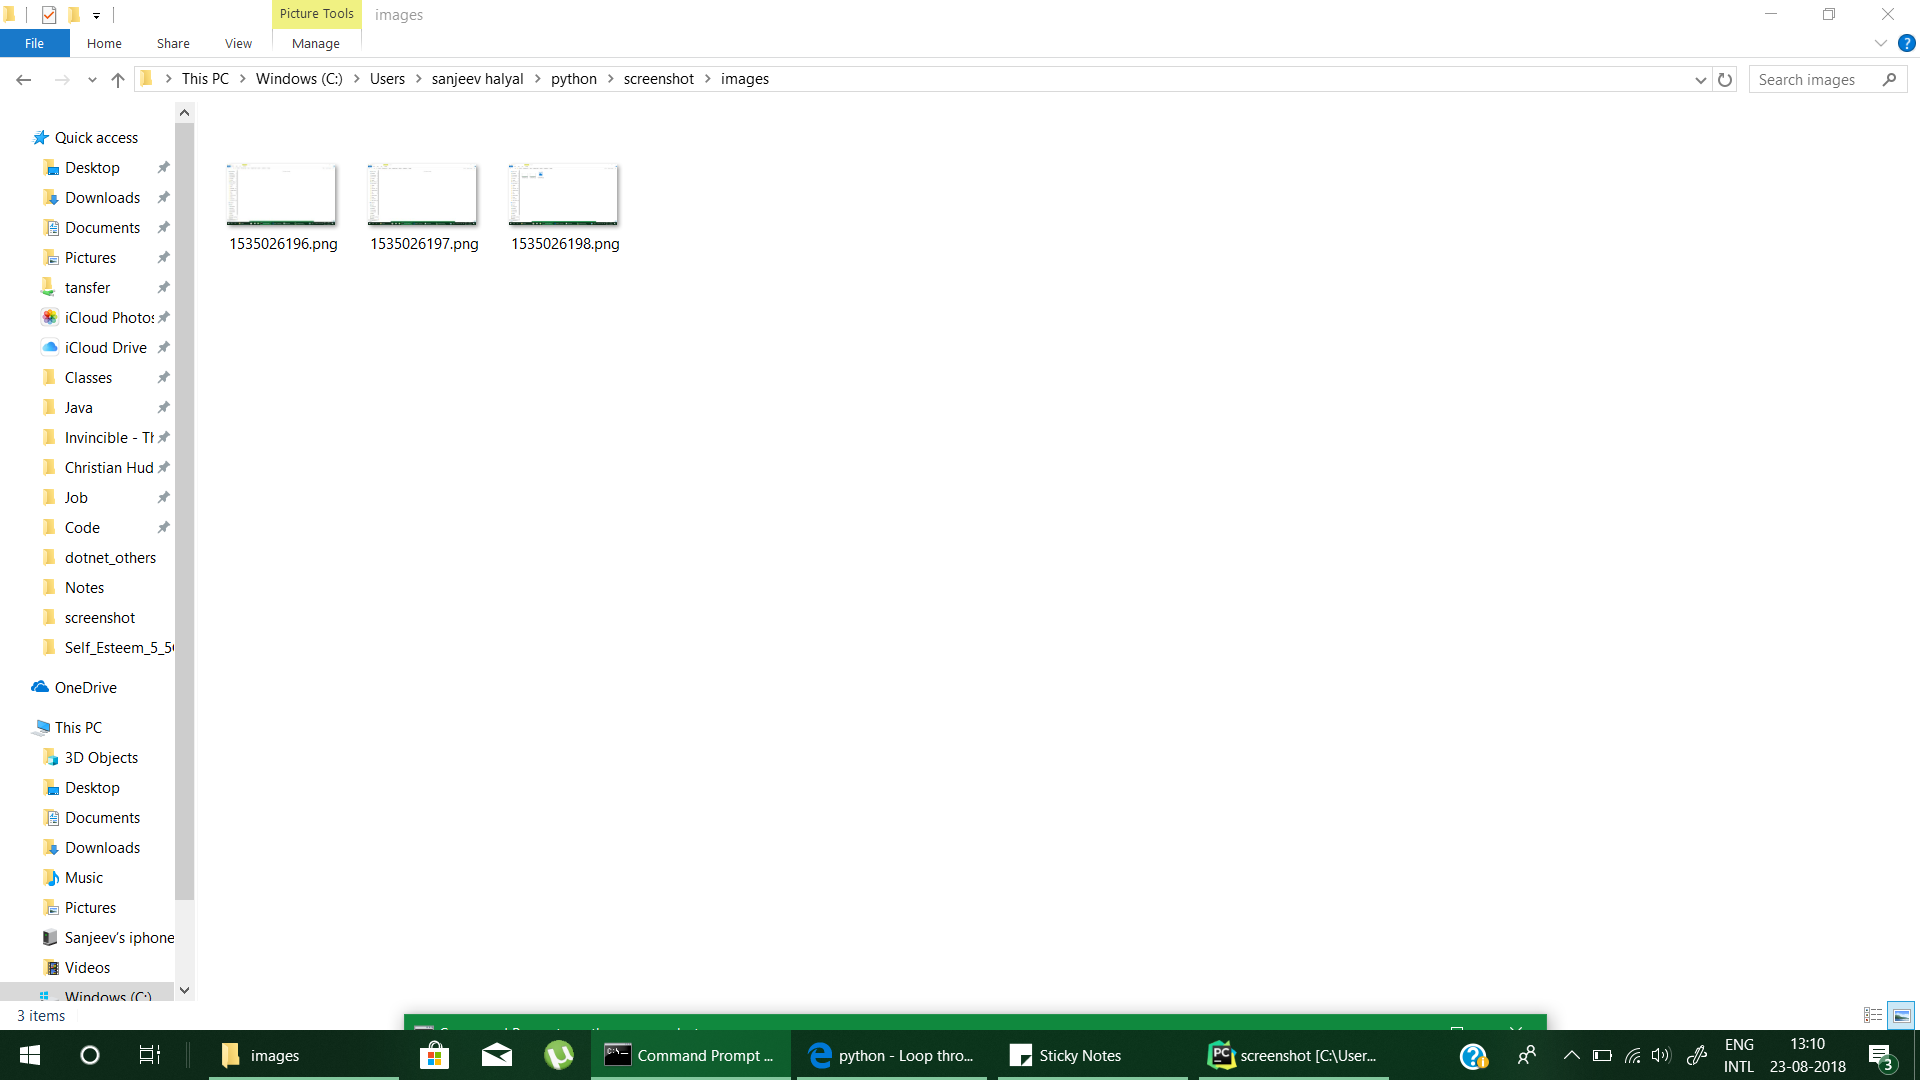 Picture Tools
images
File
Home
Share
View
Manage
This PC
Windows (C:)
Users
sanjeev halyal
python
screenshot
images
Search images
Quick access
Desktop
Downloads
Documents
Pictures
tansfer
iCloud Photos
iCloud Drive
Classes
Java
Invincible - Th
Christian Hud
Job
Code
dotnet_others
Notes
screenshot
Self_Esteem_5_5
OneDrive
This PC
3D Objects
Desktop
Documents
Downloads
Music
Pictures
Sanjeev's iphone
Videos
Windows (C:)
1535026196.png
1535026197.png
1535026198.png
3 items
images
Command Prompt ...
python - Loop thro...
Sticky Notes
PC
screenshot [C:\User...
ENG
INTL
13:10
23-08-2018
3